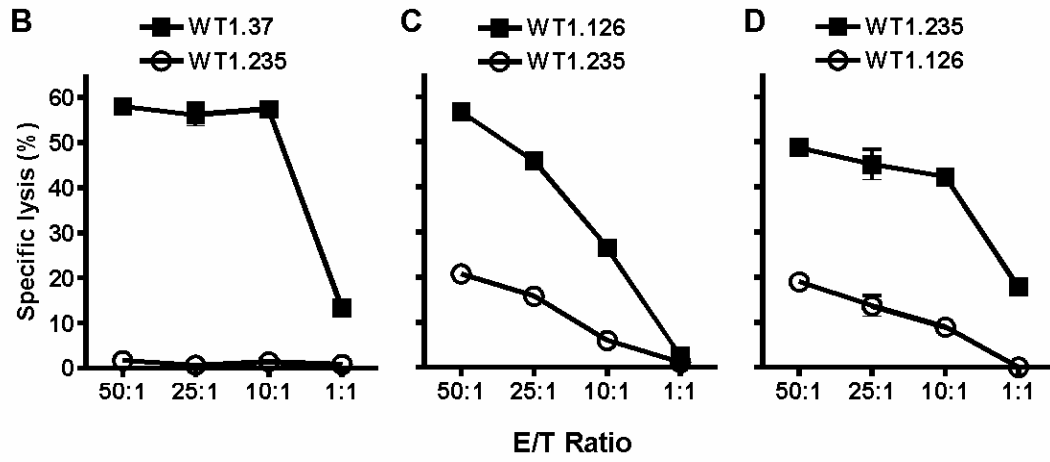 B
WT1.37
WT1.235
C
WT1.126
WT1.235
D
WT1.235
WT1.126
Specific lysis (%)
60
50
40
30
20
10
0
50:1 25:1 10:1 1:1
50:1 25:1 10:1 1:1
50:1 25:1 10:1 1:1
E/T Ratio